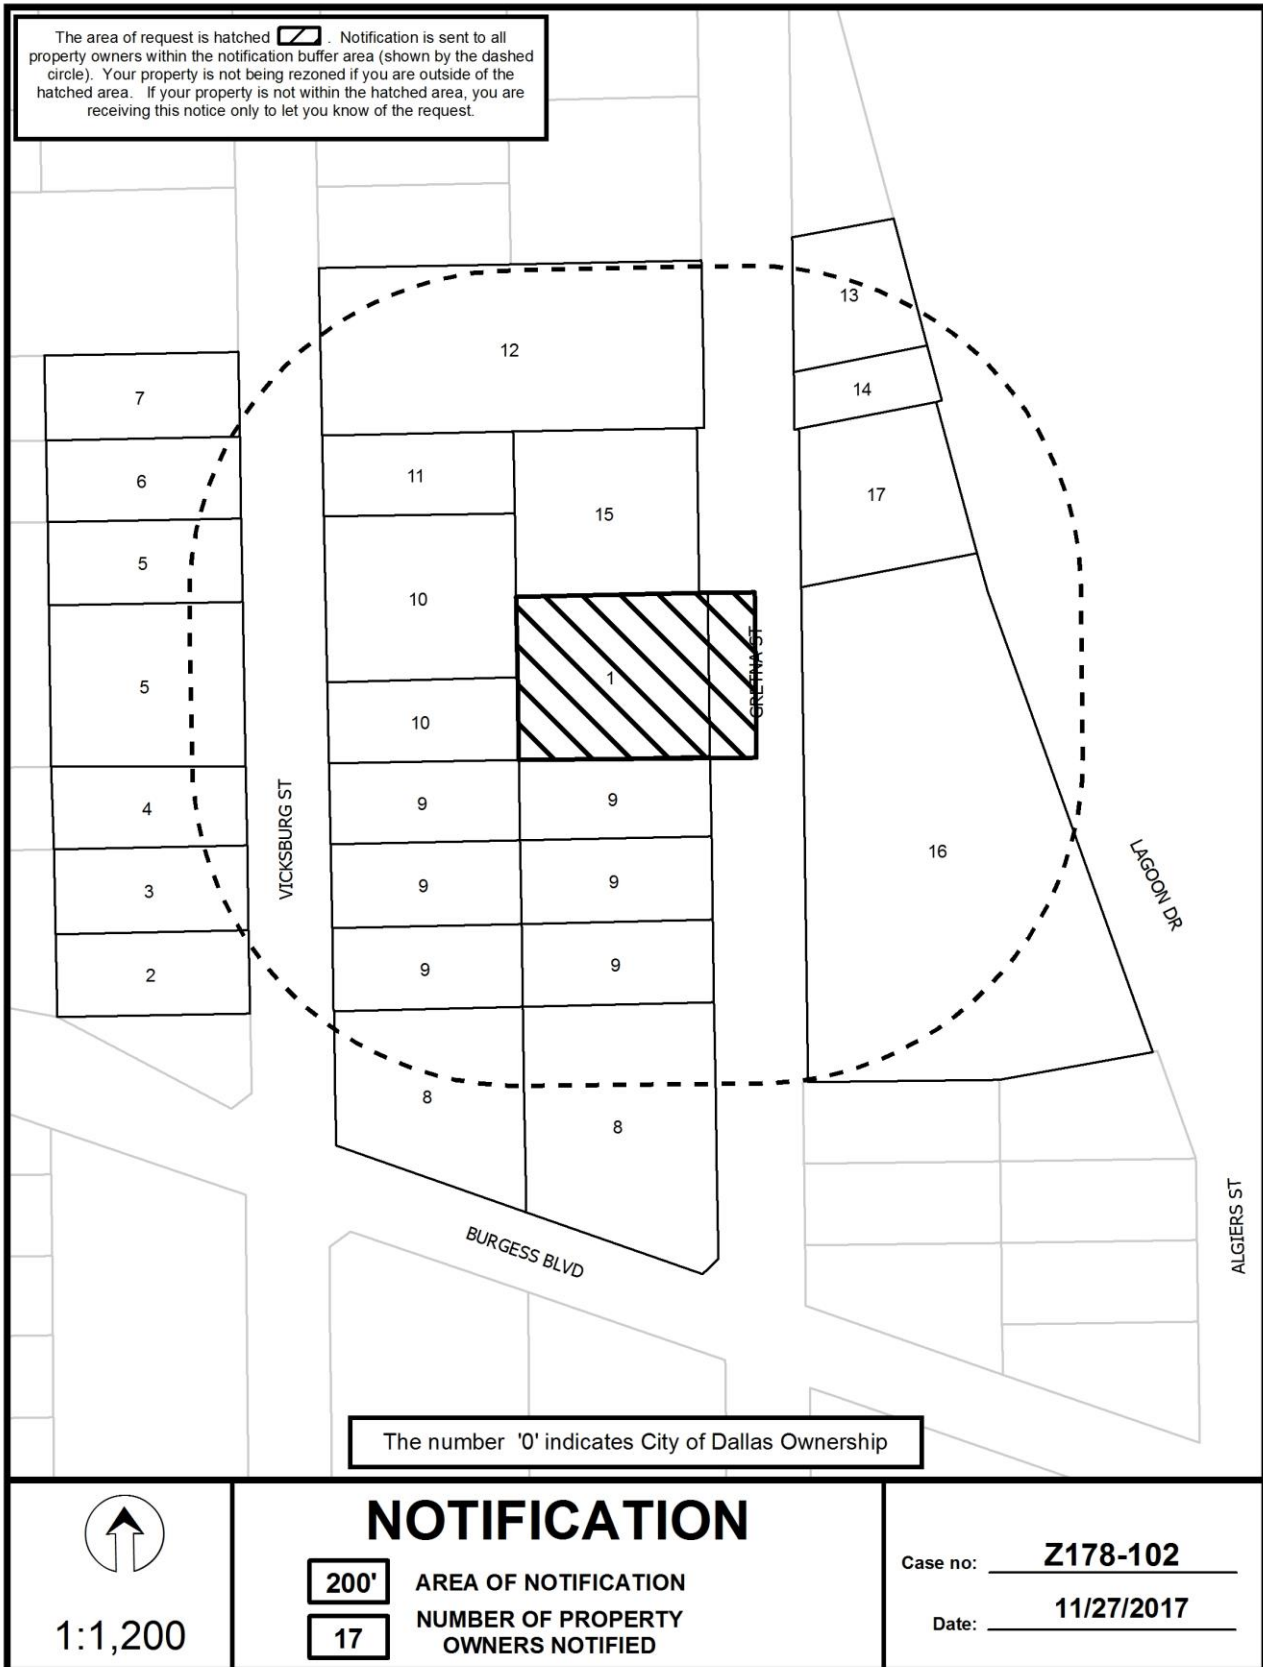 The area of request is hatched . Notification is sent to all
property owners within the notification buffer area (shown by the dashed
circle). Your property is not being rezoned if you are outside of the
hatched area. If your property is not within the hatched area, you are
receiving this notice only to let you know of the request.
13
12
14
7
11
6
17
15
5
10
GRETNA ST
1
5
10
9
9
4
VICKSBURG ST
16
LAGOON DR
9
9
3
9
9
2
8
8
BURGESS BLVD
ALGIERS ST
The number '0' indicates City of Dallas Ownership
1:1,200
NOTIFICATION
200' AREA OF NOTIFICATION
17 NUMBER OF PROPERTY
OWNERS NOTIFIED
Case no: Z178-102
Date: 11/27/2017